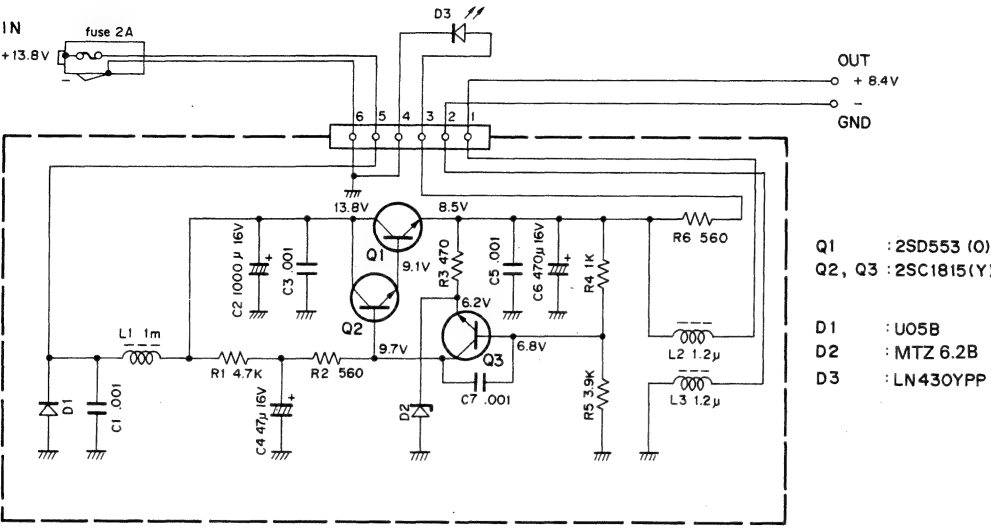 IN
fuse 2A
+13.8V
−
D3
OUT
+ 8.4V
−
GND
6 5 4 3 2 1
13.8V
8.5V
Q1
9.1V
Q2
9.7V
C2 1000μ 16V
+
C3 .001
R3 470
C5 .001
C6 470μ 16V
+
R4 1K
R6 560
6.2V
Q3
6.8V
L1 1m
R1 4.7K
R2 560
C7 .001
D1
C1 .001
C4 47μ 16V
+
D2
R5 3.9K
L2 1.2μ
L3 1.2μ
Q1 : 2SD553 (O)
Q2, Q3 : 2SC1815(Y)
D1 : U05B
D2 : MTZ 6.2B
D3 : LN430YPP